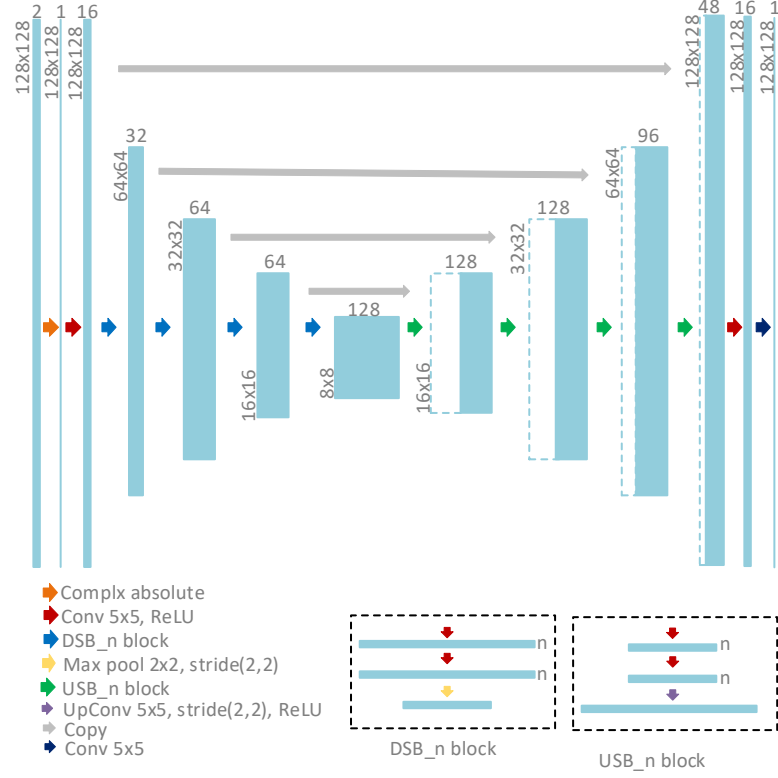 2 1 16
128x128
128x128
128x128
48 16 1
128x128
128x128
128x128
32
64x64
96
64x64
64
32x32
128
32x32
64
16x16
128
16x16
128
8x8
Complx absolute
Conv 5x5, ReLU
DSB_n block
Max pool 2x2, stride(2,2)
USB_n block
UpConv 5x5, stride(2,2), ReLU
Copy
Conv 5x5
n
n
DSB_n block
n
n
USB_n block